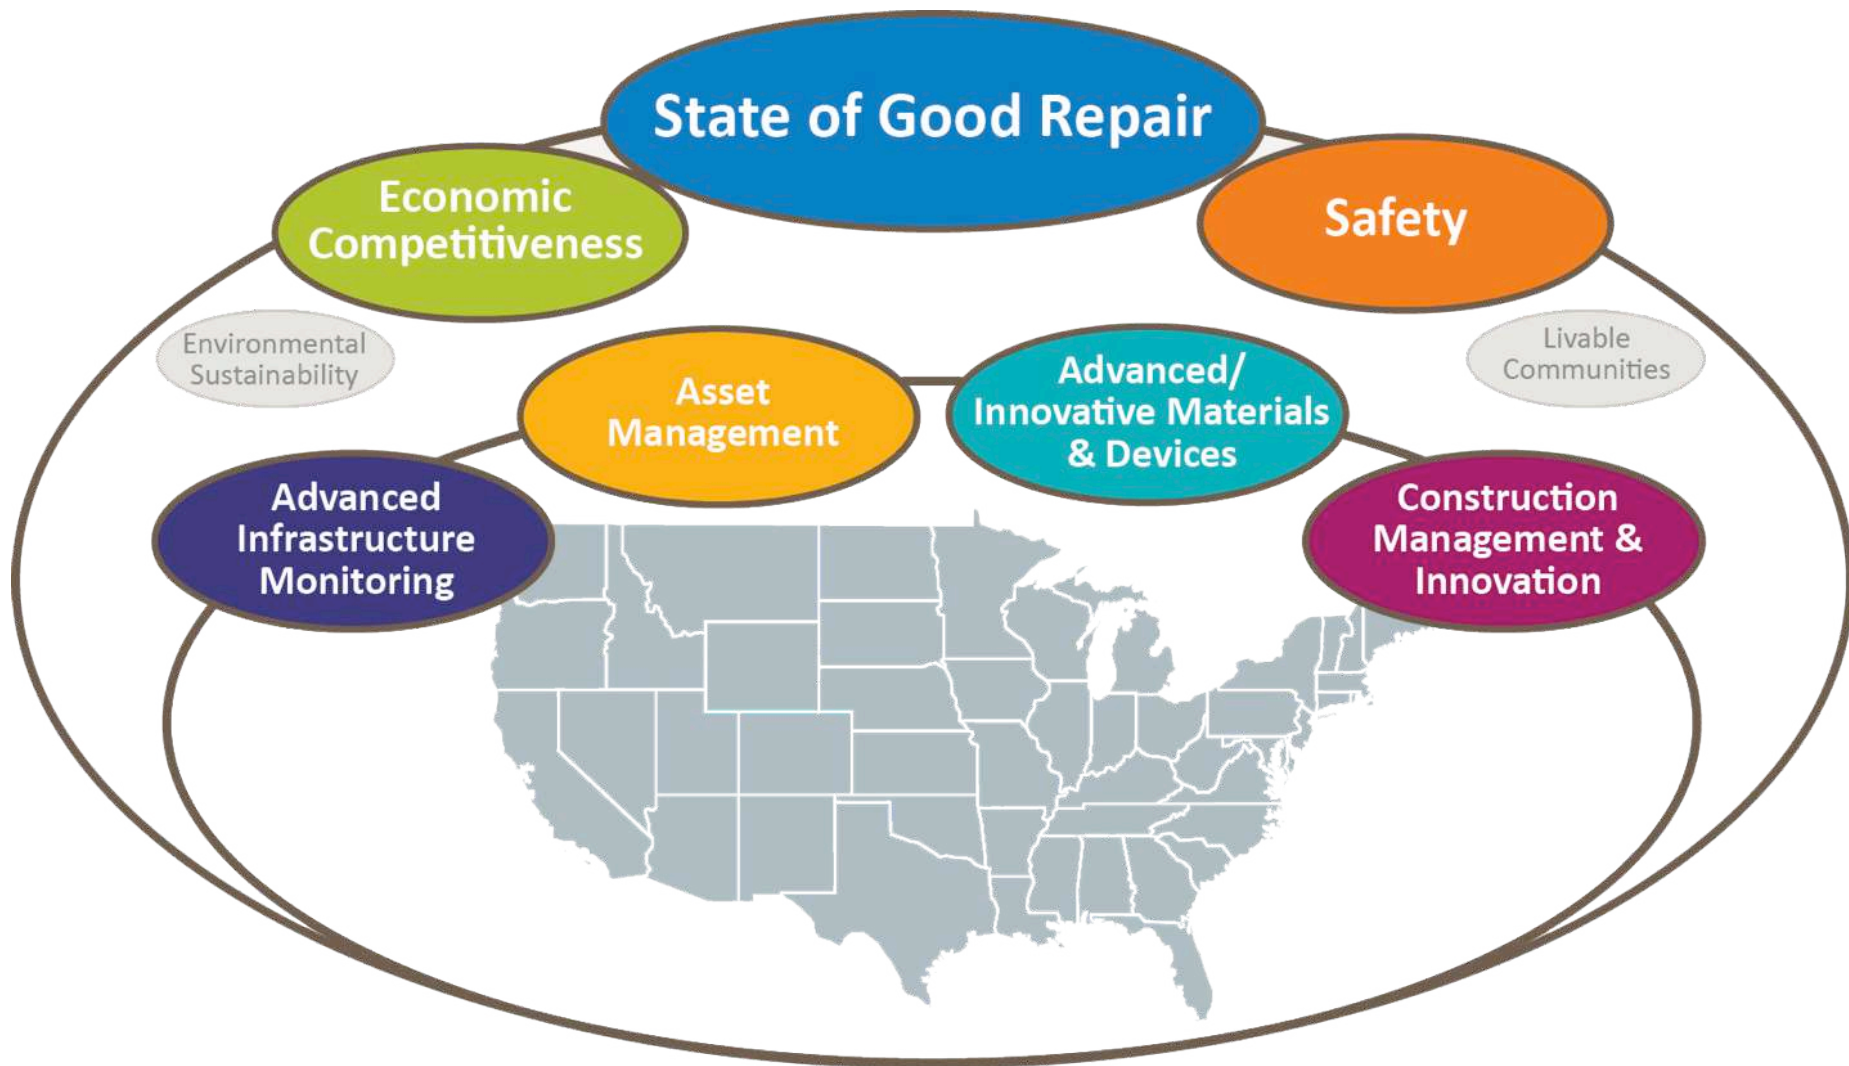 State of Good Repair
Economic
Competitiveness
Safety
Environmental
Sustainability
Livable
Communities
Asset
Management
Advanced/
Innovative Materials
& Devices
Advanced
Infrastructure
Monitoring
Construction
Management &
Innovation